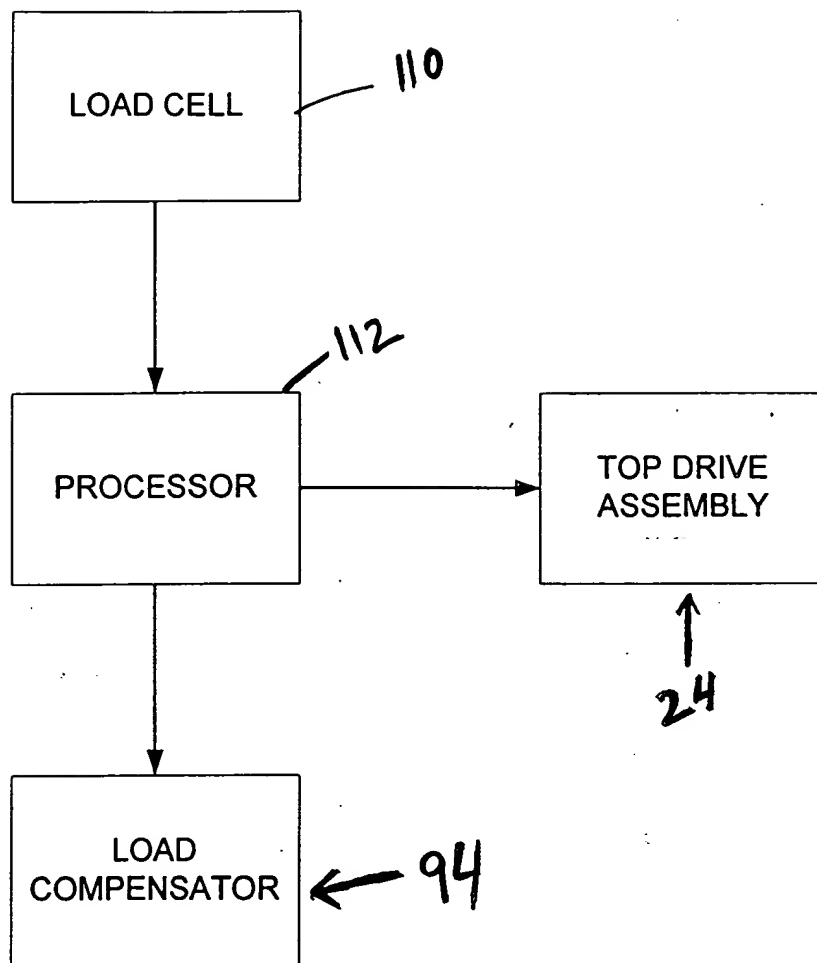 LOAD CELL
110
112
PROCESSOR
TOP DRIVE
ASSEMBLY
24
LOAD
COMPENSATOR
94